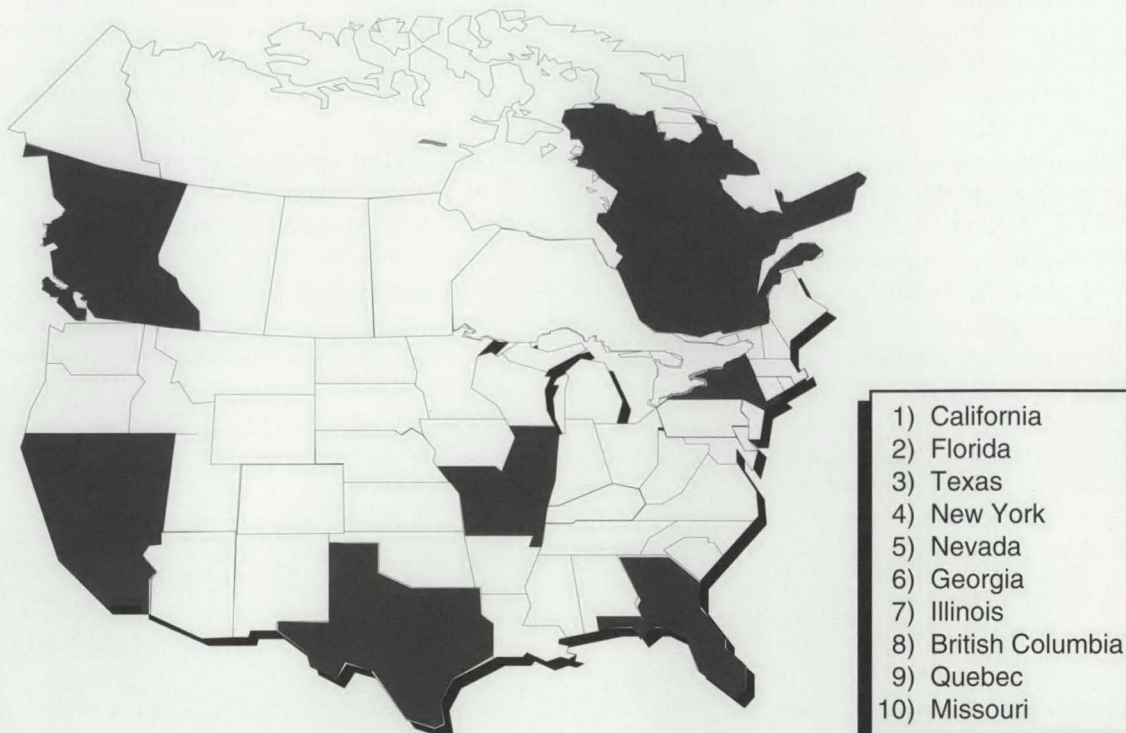 1) California
2) Florida
3) Texas
4) New York
5) Nevada
6) Georgia
7) Illinois
8) British Columbia
9) Quebec
10) Missouri